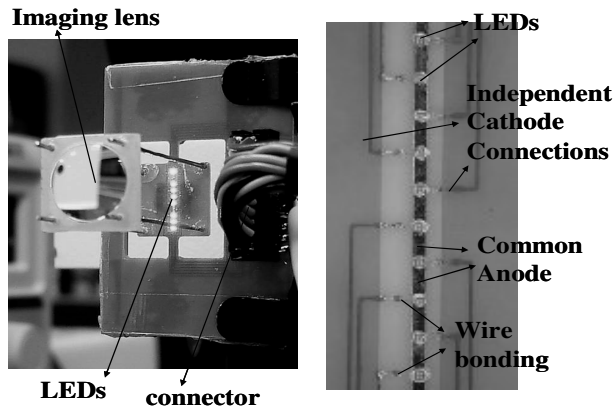 Imaging lens
LEDs
connector
LEDs
Independent
Cathode
Connections
Common
Anode
Wire
bonding